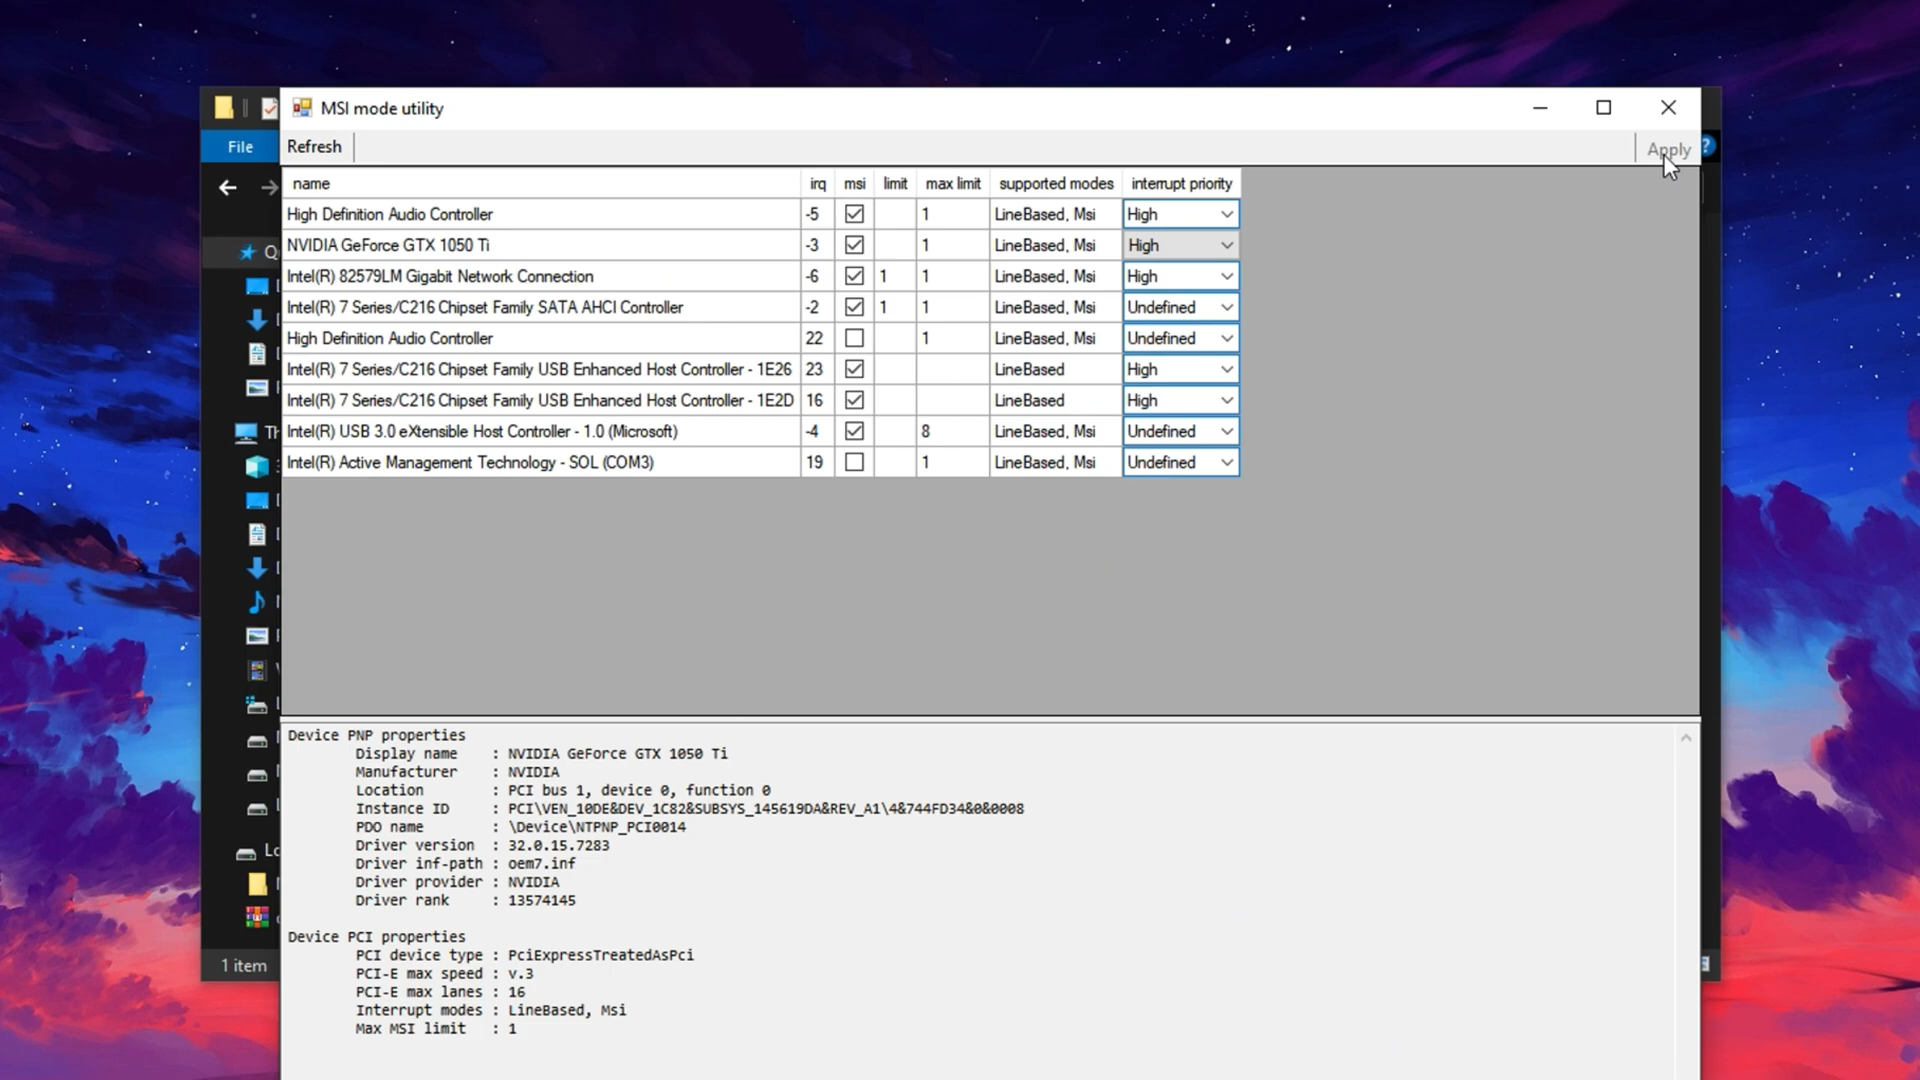 MSI mode utility
File
Refresh
Apply
?
name irq msi limit max limit supported modes interrupt priority
High Definition Audio Controller -5 1 LineBased, Msi High
NVIDIA GeForce GTX 1050 Ti -3 1 LineBased, Msi High
Intel(R) 82579LM Gigabit Network Connection -6 1 1 LineBased, Msi High
Intel(R) 7 Series/C216 Chipset Family SATA AHCI Controller -2 1 1 LineBased, Msi Undefined
High Definition Audio Controller 22 1 LineBased, Msi Undefined
Intel(R) 7 Series/C216 Chipset Family USB Enhanced Host Controller - 1E26 23 LineBased High
Intel(R) 7 Series/C216 Chipset Family USB Enhanced Host Controller - 1E2D 16 LineBased High
Intel(R) USB 3.0 eXtensible Host Controller - 1.0 (Microsoft) -4 8 LineBased, Msi Undefined
Intel(R) Active Management Technology - SOL (COM3) 19 1 LineBased, Msi Undefined
Device PNP properties
Display name : NVIDIA GeForce GTX 1050 Ti
Manufacturer : NVIDIA
Location : PCI bus 1, device 0, function 0
Instance ID : PCI\VEN_10DE&DEV_1C82&SUBSYS_145619DA&REV_A1\4&744FD34&0&0008
PDO name : \Device\NTPNP_PCI0014
Driver version : 32.0.15.7283
Driver inf-path : oem7.inf
Driver provider : NVIDIA
Driver rank : 13574145
Device PCI properties
PCI device type : PciExpressTreatedAsPci
PCI-E max speed : v.3
PCI-E max lanes : 16
Interrupt modes : LineBased, Msi
Max MSI limit : 1
1 item